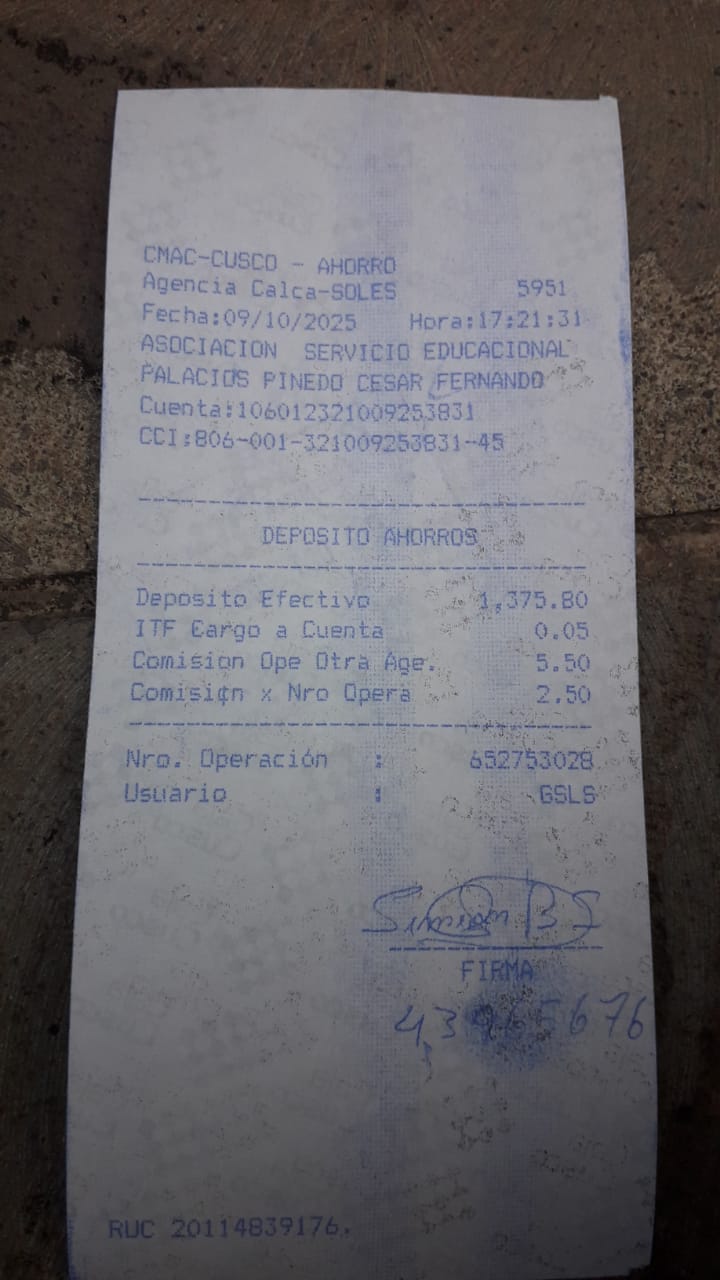 CMAC-CUSCO - AHORRO
Agencia Calca-SOLES 5951
Fecha:09/10/2025 Hora:17:21:31
ASOCIACION SERVICIO EDUCACIONAL
PALACIOS PINEDO CESAR FERNANDO
Cuenta:106012321009253831
CCI:806-001-321009253831-45
DEPOSITO AHORROS
Deposito Efectivo 1,375.80
ITF Cargo a Cuenta 0.05
Comision Ope Otra Age. 5.50
Comision x Nro Opera 2.50
Nro. Operación : 652753028
Usuario : GSLS
FIRMA
RUC 20114839176.